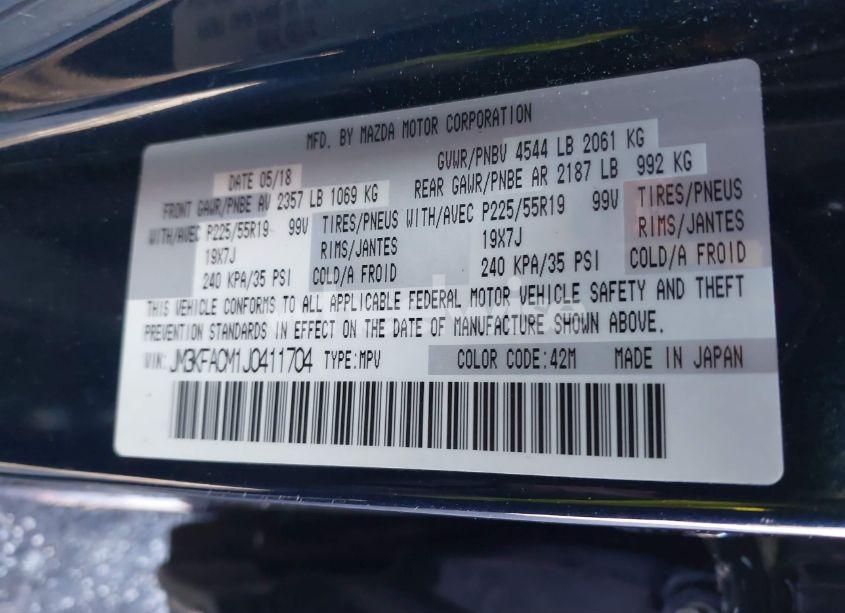 MFD. BY MAZDA MOTOR CORPORATION
DATE 05/18 GVWR/PNBV 4544 LB 2061 KG
FRONT GAWR/PNBE AV 2357 LB 1069 KG REAR GAWR/PNBE AR 2187 LB 992 KG
WITH/AVEC P225/55R19 99V TIRES/PNEUS WITH/AVEC P225/55R19 99V TIRES/PNEUS
19X7J RIMS/JANTES 19X7J RIMS/JANTES
240 KPA/35 PSI COLD/A FROID 240 KPA/35 PSI COLD/A FROID
THIS VEHICLE CONFORMS TO ALL APPLICABLE FEDERAL MOTOR VEHICLE SAFETY AND THEFT
PREVENTION STANDARDS IN EFFECT ON THE DATE OF MANUFACTURE SHOWN ABOVE.
VIN: JM3KFACM1J0411704 TYPE:MPV COLOR CODE:42M MADE IN JAPAN